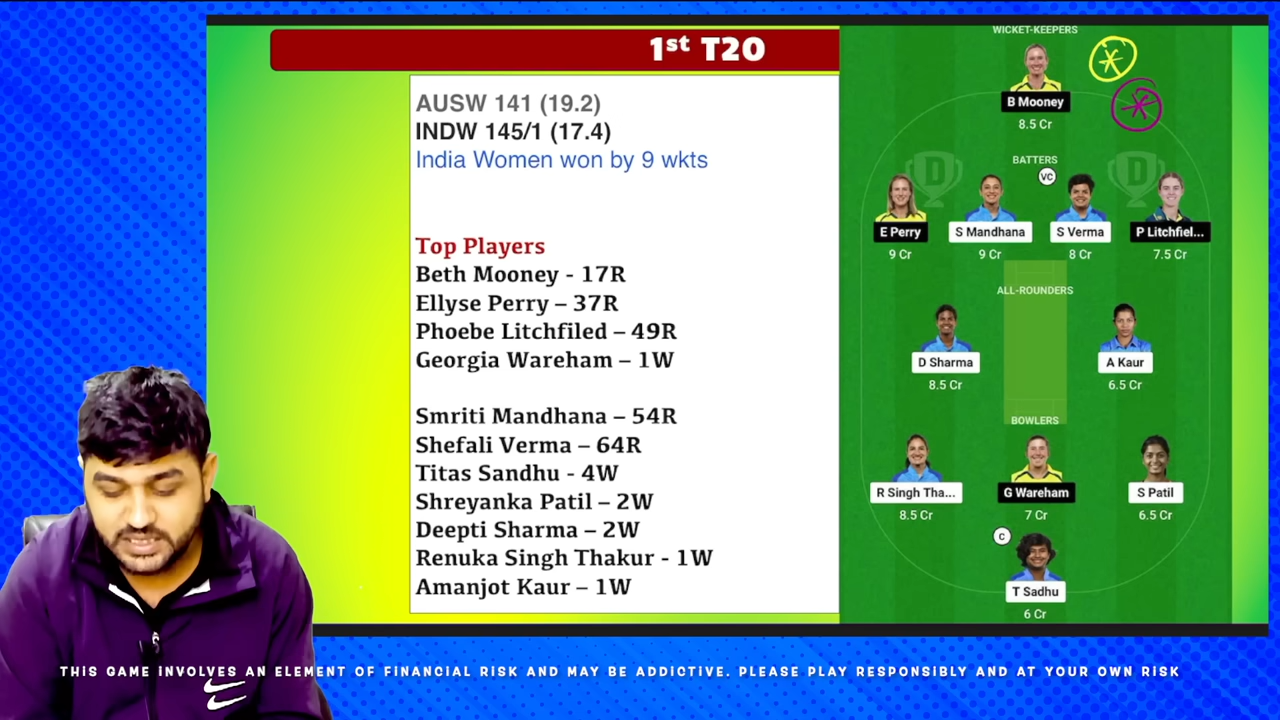 1st T20
AUSW 141 (19.2)
INDW 145/1 (17.4)
India Women won by 9 wkts
Top Players
Beth Mooney - 17R
Ellyse Perry – 37R
Phoebe Litchfiled – 49R
Georgia Wareham – 1W
Smriti Mandhana – 54R
Shefali Verma – 64R
Titas Sandhu - 4W
Shreyanka Patil – 2W
Deepti Sharma – 2W
Renuka Singh Thakur - 1W
Amanjot Kaur – 1W
WICKET-KEEPERS
B Mooney
8.5 Cr
BATTERS
VC
E Perry
S Mandhana
S Verma
P Litchfiel...
9 Cr
9 Cr
8 Cr
7.5 Cr
ALL-ROUNDERS
D Sharma
A Kaur
8.5 Cr
6.5 Cr
BOWLERS
R Singh Tha...
G Wareham
S Patil
8.5 Cr
7 Cr
6.5 Cr
C
T Sadhu
6 Cr
THIS GAME INVOLVES AN ELEMENT OF FINANCIAL RISK AND MAY BE ADDICTIVE. PLEASE PLAY RESPONSIBLY AND AT YOUR OWN RISK